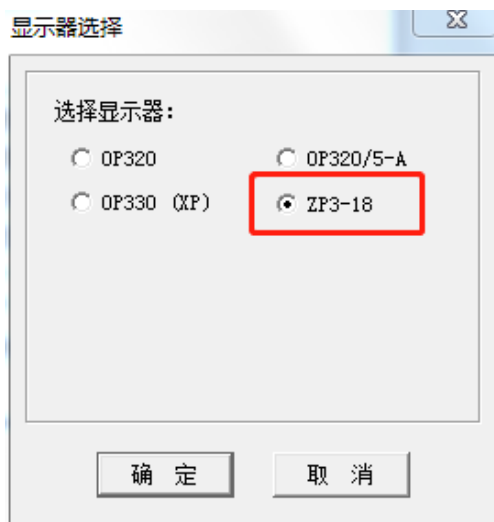 显示器选择
选择显示器:
OP320
OP320/5-A
OP330 (XP)
ZP3-18
确 定
取 消